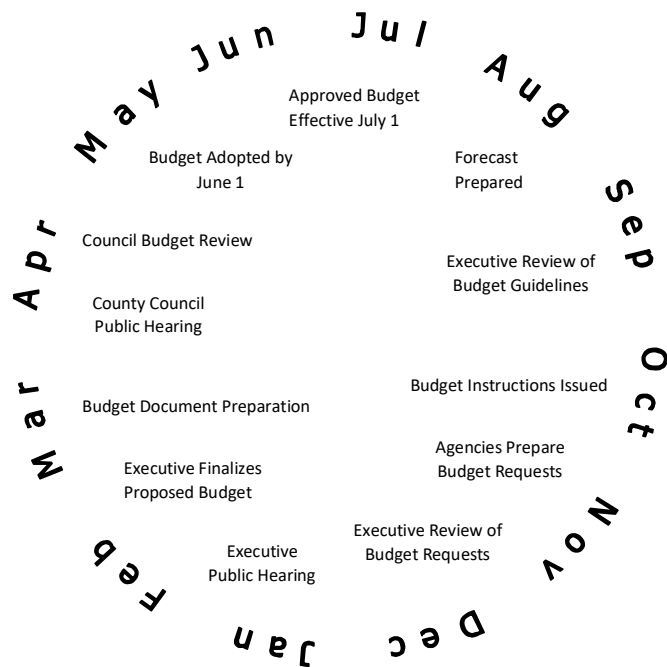 Jul
Aug
Sep
Oct
Nov
Dec
Jan
Feb
Mar
Apr
May
Jun
Approved Budget
Effective July 1
Forecast
Prepared
Executive Review of
Budget Guidelines
Budget Instructions Issued
Agencies Prepare
Budget Requests
Executive Review of
Budget Requests
Executive
Public Hearing
Executive Finalizes
Proposed Budget
Budget Document Preparation
County Council
Public Hearing
Council Budget Review
Budget Adopted by
June 1